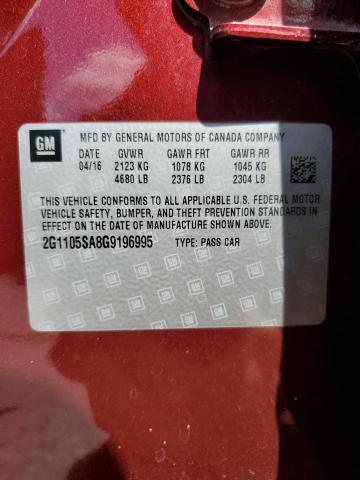 GM MFD BY GENERAL MOTORS OF CANADA COMPANY
DATE GVWR GAWR FRT GAWR RR
04/16 2123 KG 1078 KG 1045 KG
4680 LB 2376 LB 2304 LB
THIS VEHICLE CONFORMS TO ALL APPLICABLE U.S. FEDERAL MOTOR
VEHICLE SAFETY, BUMPER, AND THEFT PREVENTION STANDARDS IN
EFFECT ON THE DATE OF MANUFACTURE SHOWN ABOVE.
2G1105SA8G9196995 TYPE: PASS CAR